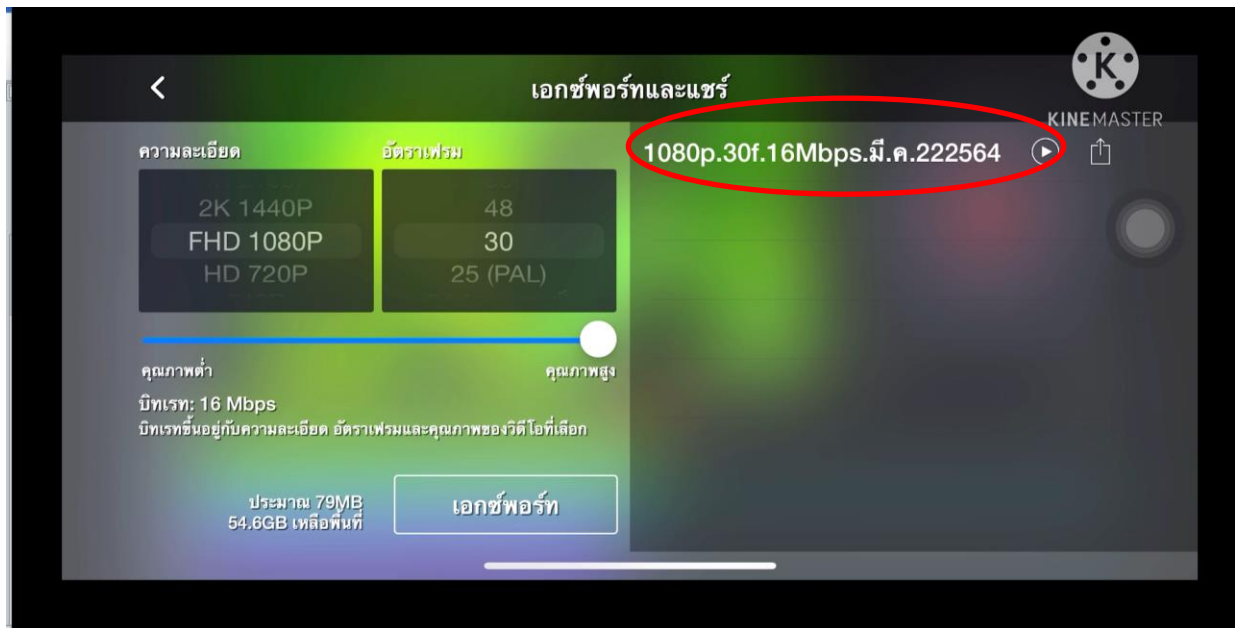 เอกซ์พอร์ทและแชร์
K
KINEMASTER
ความละเอียด
อัตราเฟรม
1080p.30f.16Mbps.มี.ค.222564
2K 1440P
FHD 1080P
HD 720P
48
30
25 (PAL)
คุณภาพต่ำ
คุณภาพสูง
บิทเรท: 16 Mbps
บิทเรทขึ้นอยู่กับความละเอียด อัตราเฟรมและคุณภาพของวิดีโอที่เลือก
ประมาณ 79MB
54.6GB เหลือพื้นที่
เอกซ์พอร์ท